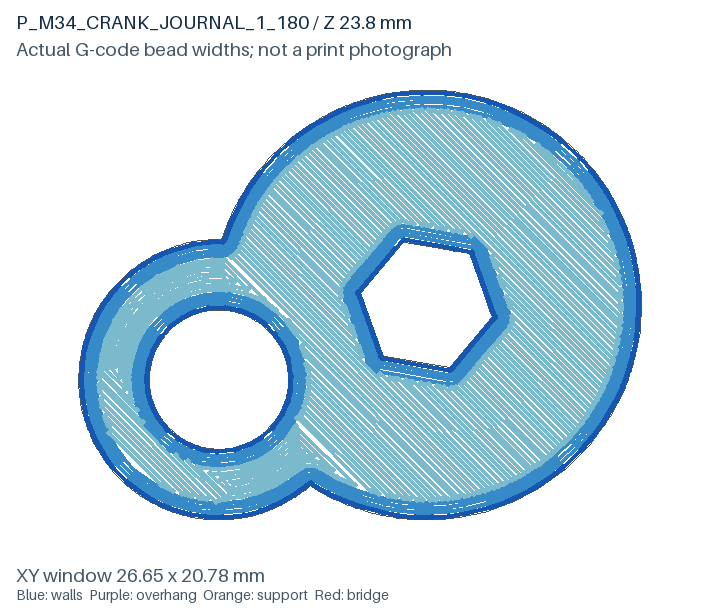 P_M34_CRANK_JOURNAL_1_180 / Z 23.8 mm
Actual G-code bead widths; not a print photograph
XY window 26.65 x 20.78 mm
Blue: walls  Purple: overhang  Orange: support  Red: bridge